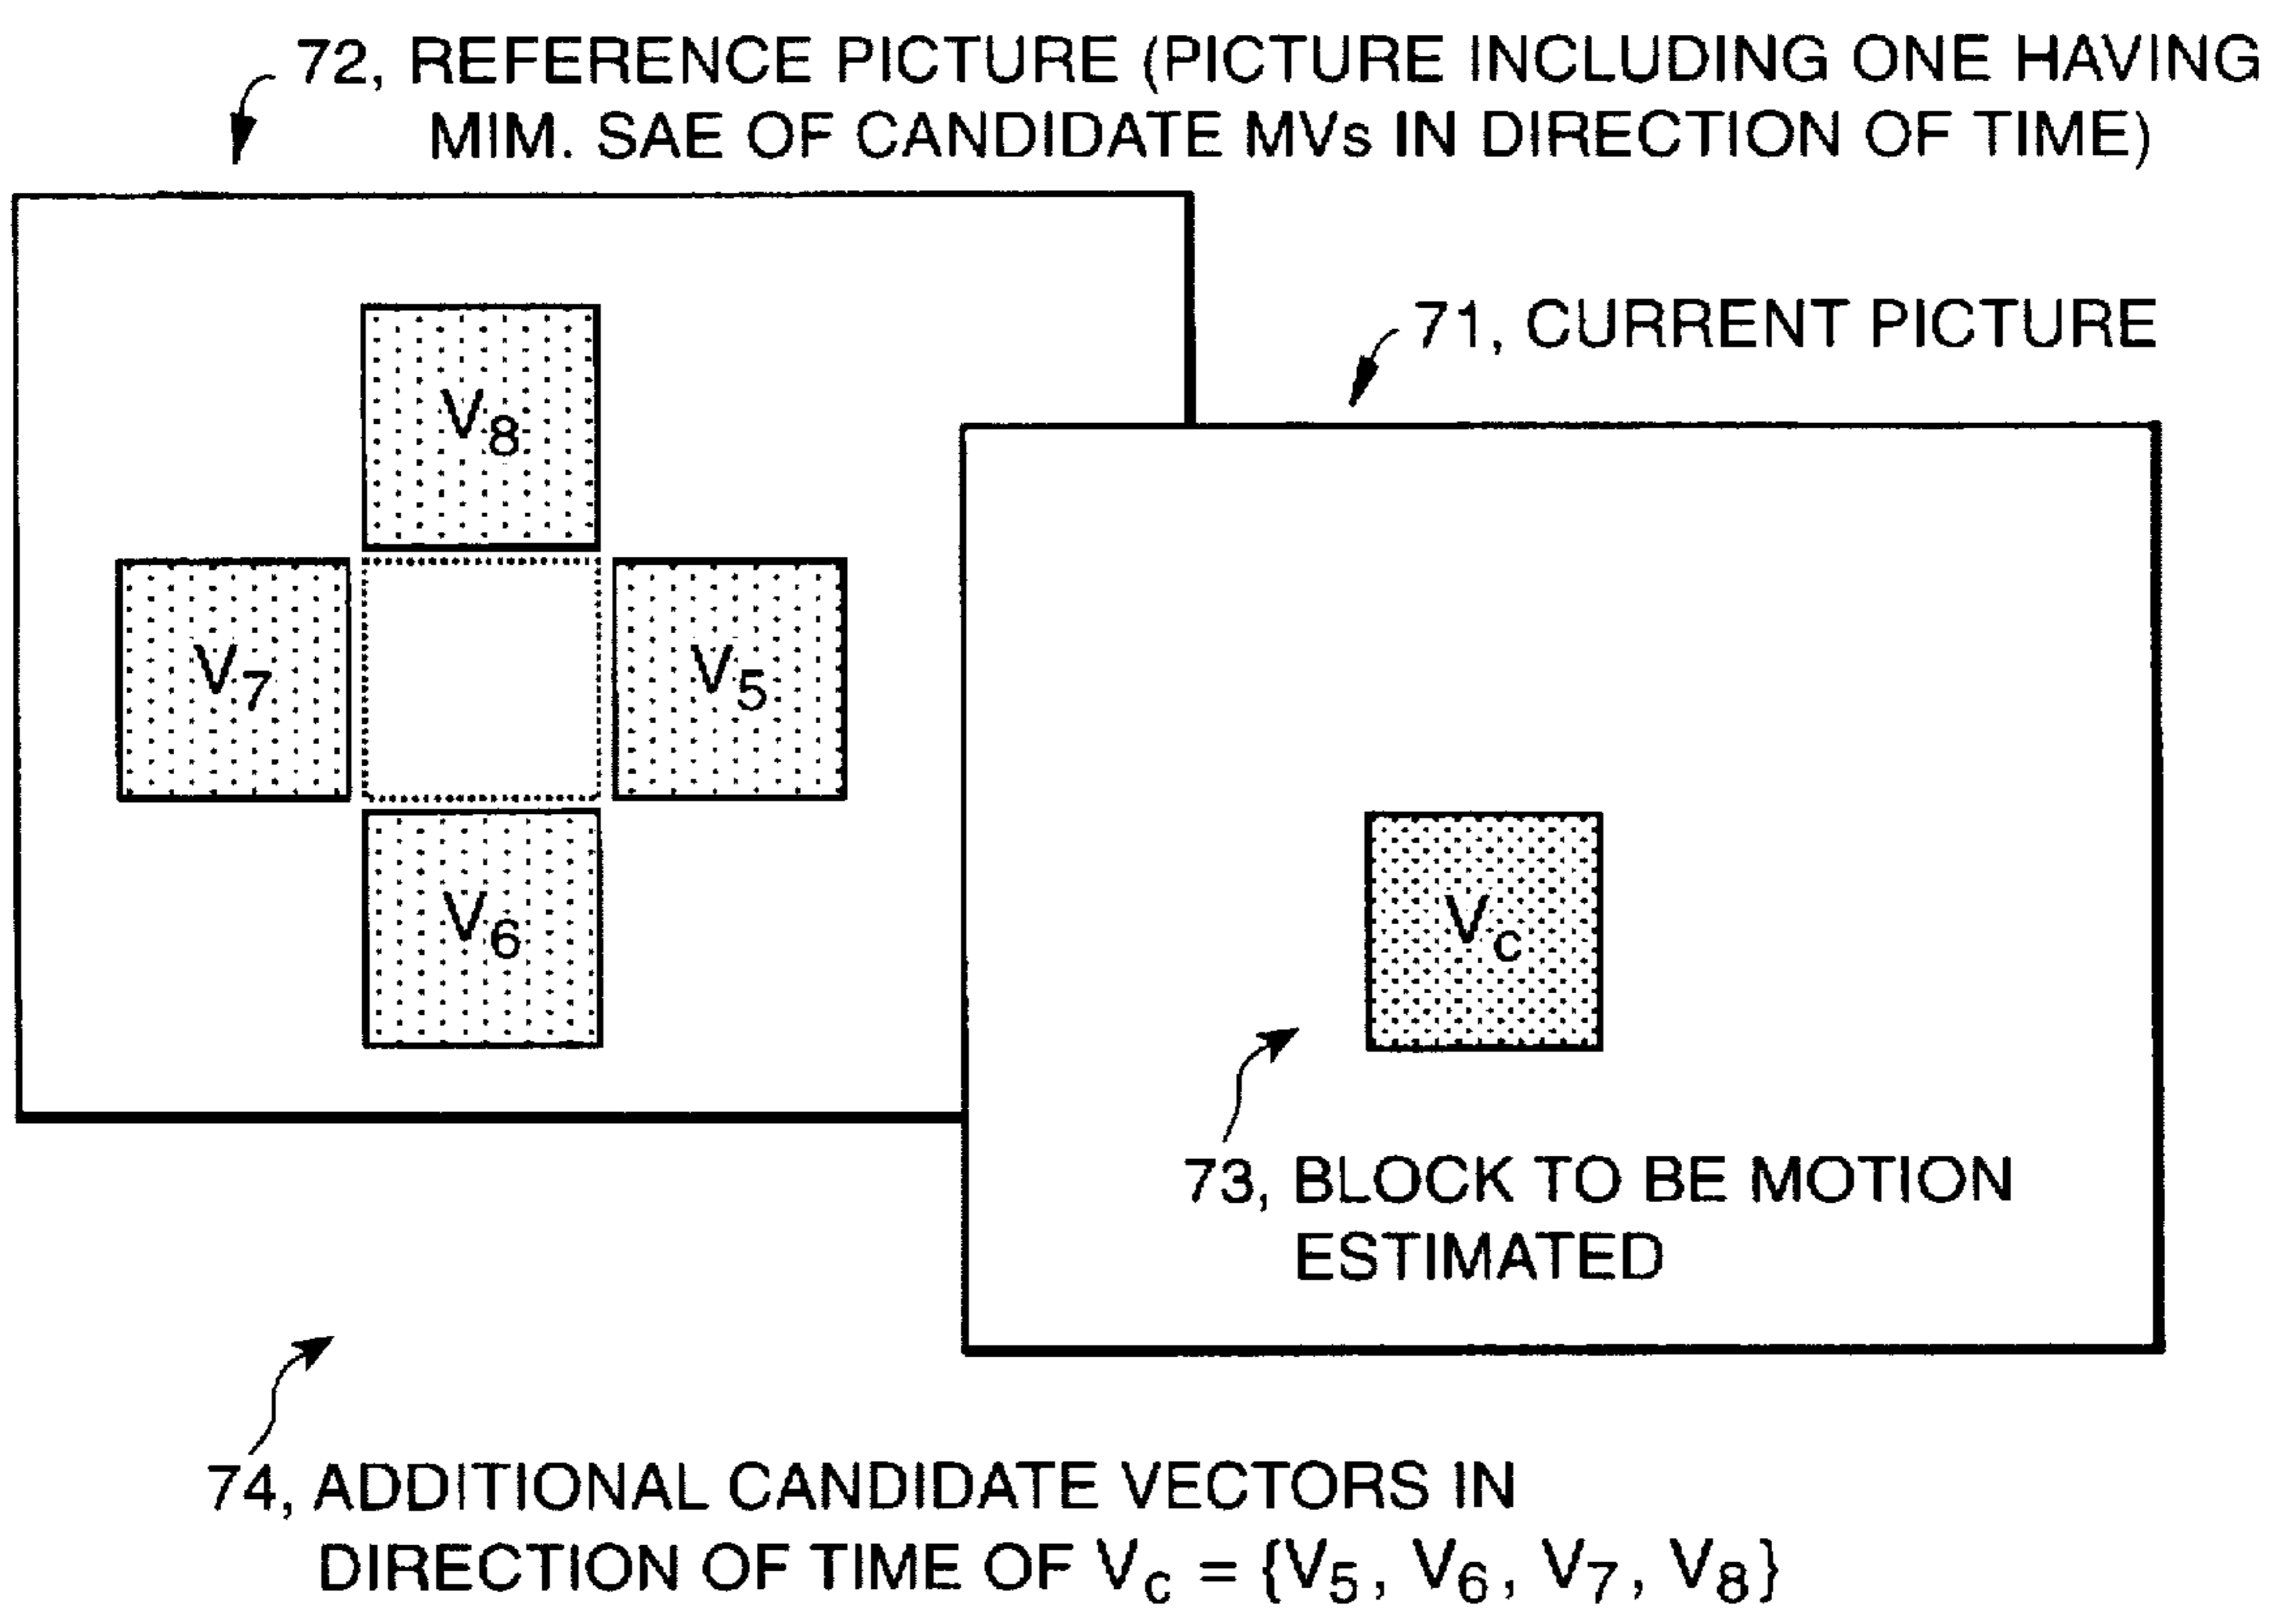 72, REFERENCE PICTURE (PICTURE INCLUDING ONE HAVING
MIM. SAE OF CANDIDATE MVs IN DIRECTION OF TIME)
71, CURRENT PICTURE
V8
V7
V5
V6
Vc
73, BLOCK TO BE MOTION
ESTIMATED
74, ADDITIONAL CANDIDATE VECTORS IN
DIRECTION OF TIME OF Vc = {V5, V6, V7, V8}